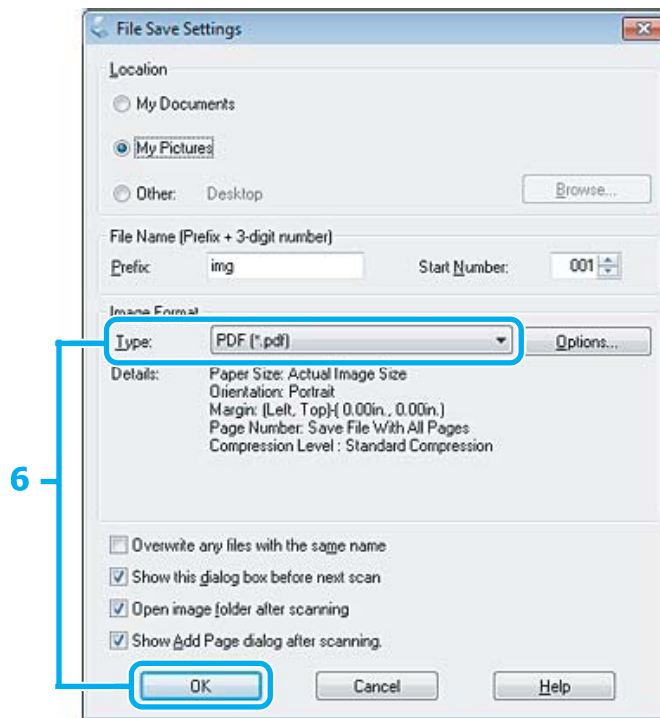 File Save Settings
Location
My Documents
My Pictures
Other: Desktop Browse...
File Name (Prefix + 3-digit number)
Prefix: img Start Number: 001
Image Format
Type: PDF (*.pdf) Options...
Details: Paper Size: Actual Image Size
Orientation: Portrait
Margin: (Left, Top)-( 0.00in., 0.00in.)
Page Number: Save File With All Pages
Compression Level : Standard Compression
6
Overwrite any files with the same name
Show this dialog box before next scan
Open image folder after scanning
Show Add Page dialog after scanning.
OK Cancel Help